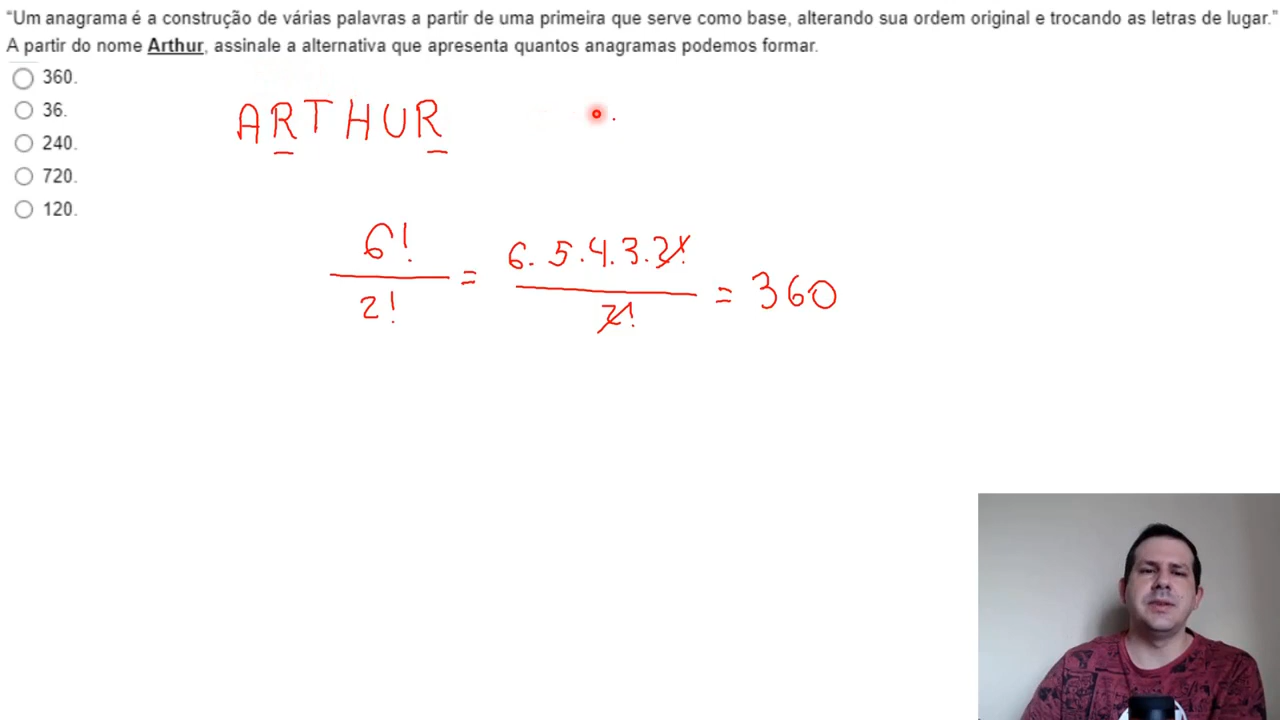 “Um anagrama é a construção de várias palavras a partir de uma primeira que serve como base, alterando sua ordem original e trocando as letras de lugar.”
A partir do nome Arthur, assinale a alternativa que apresenta quantos anagramas podemos formar.
360.
36.
240.
720.
120.
ARTHUR
6! / 2! = 6.5.4.3.2! / 2! = 360